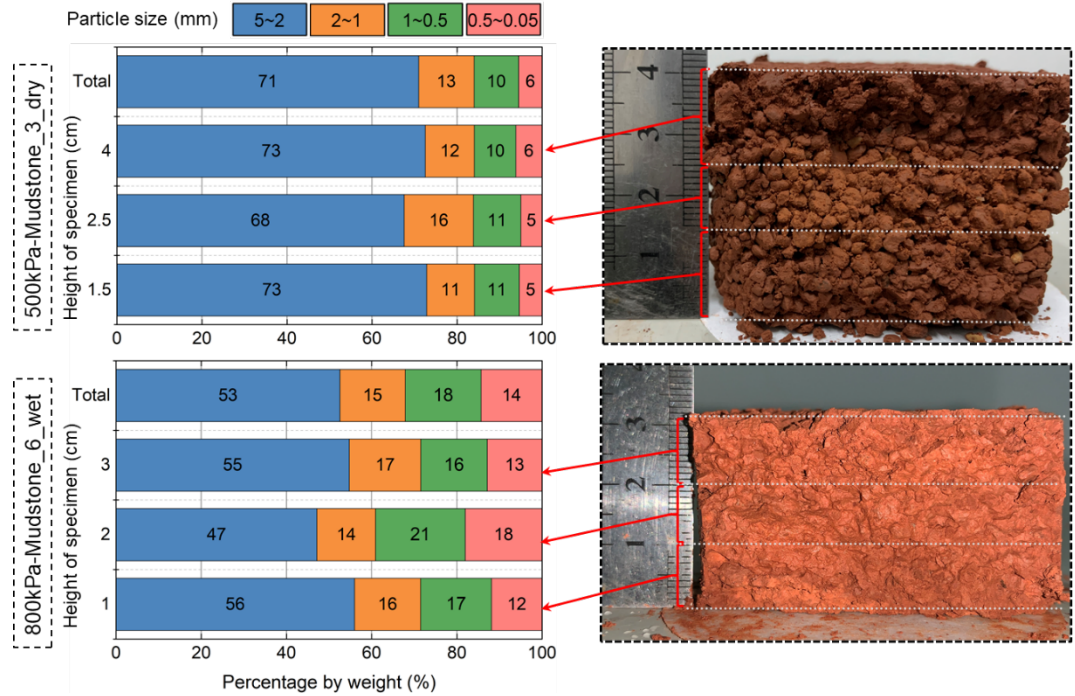 Particle size (mm) 5~2 2~1 1~0.5 0.5~0.05
500kPa-Mudstone_3_dry
Height of specimen (cm)
Total 71 13 10 6
4 73 12 10 6
2.5 68 16 11 5
1.5 73 11 11 5
0 20 40 60 80 100
4
3
2
1
800kPa-Mudstone_6_wet
Height of specimen (cm)
Total 53 15 18 14
3 55 17 16 13
2 47 14 21 18
1 56 16 17 12
0 20 40 60 80 100
Percentage by weight (%)
3
2
1